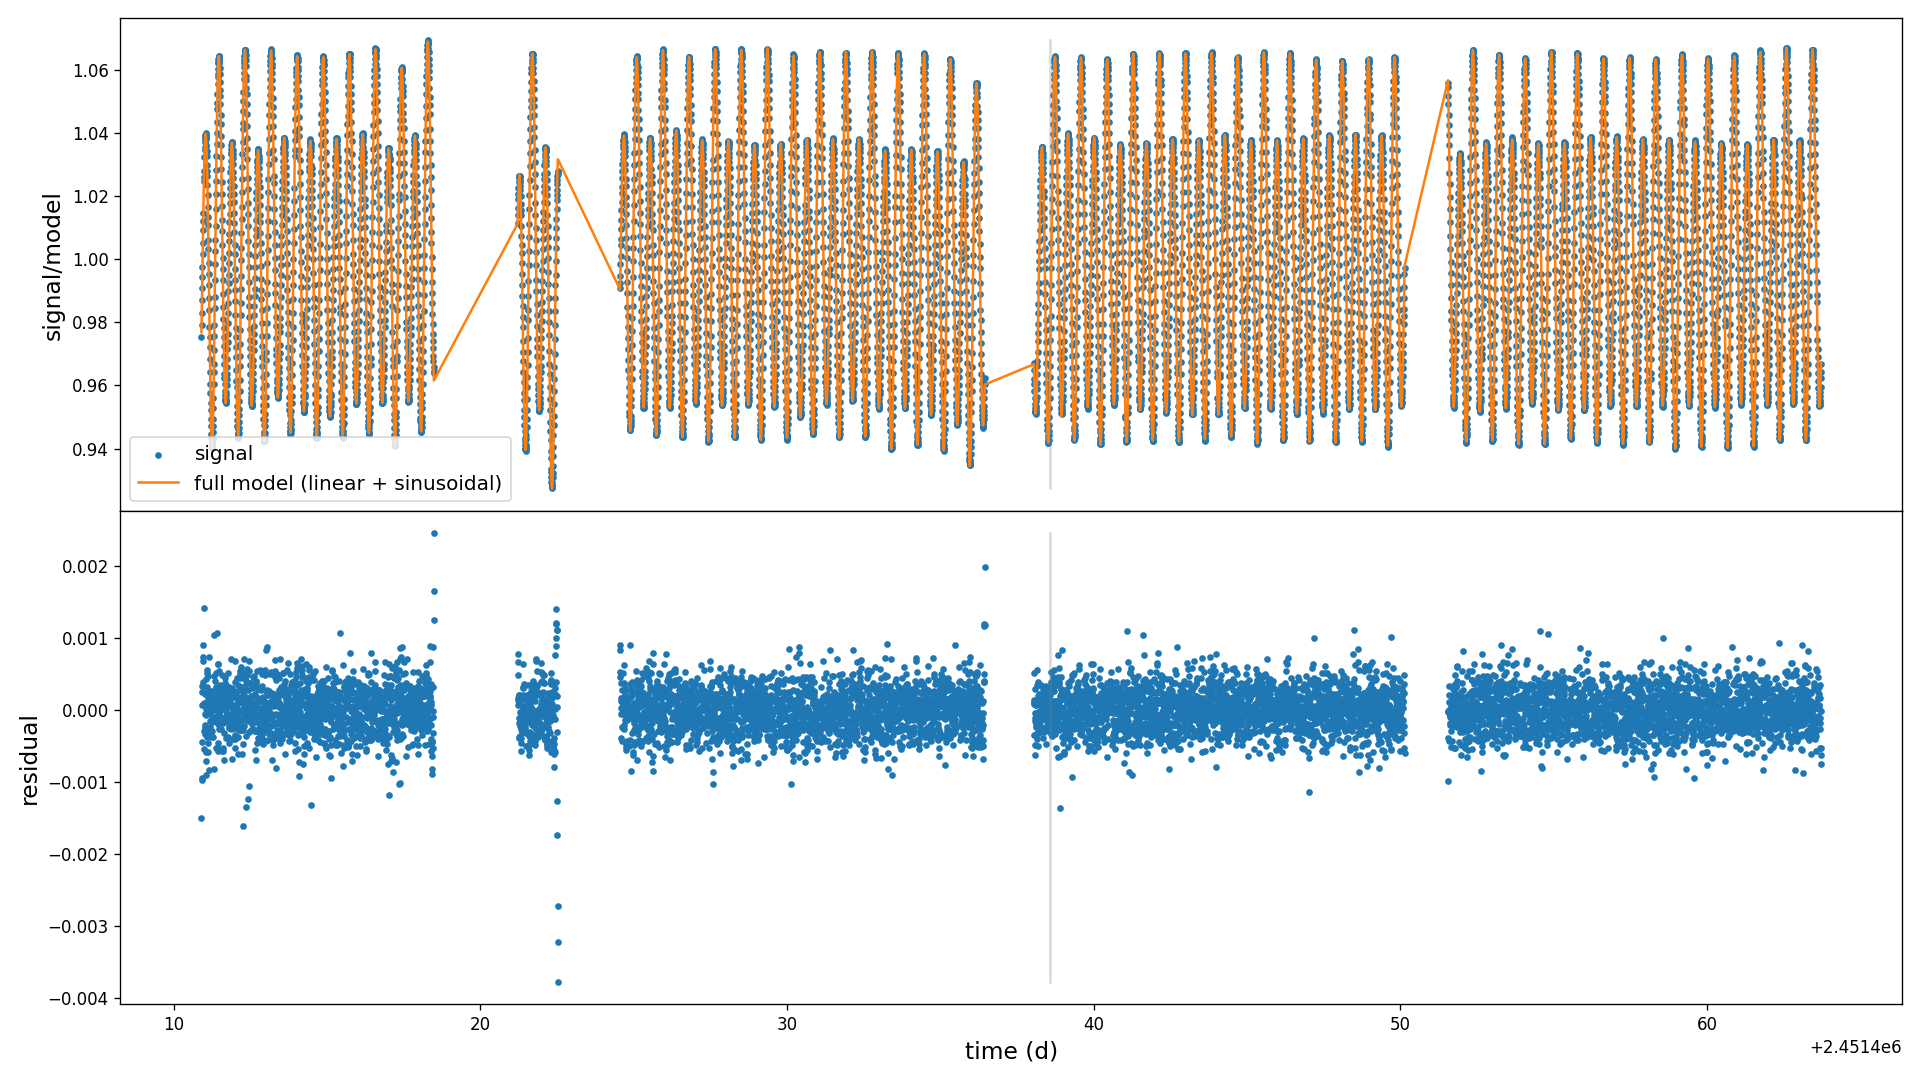 signal/model
1.06
1.04
1.02
1.00
0.98
0.96
0.94
signal
full model (linear + sinusoidal)
residual
0.002
0.001
0.000
−0.001
−0.002
−0.003
−0.004
10 20 30 40 50 60
time (d)
+2.4514e6